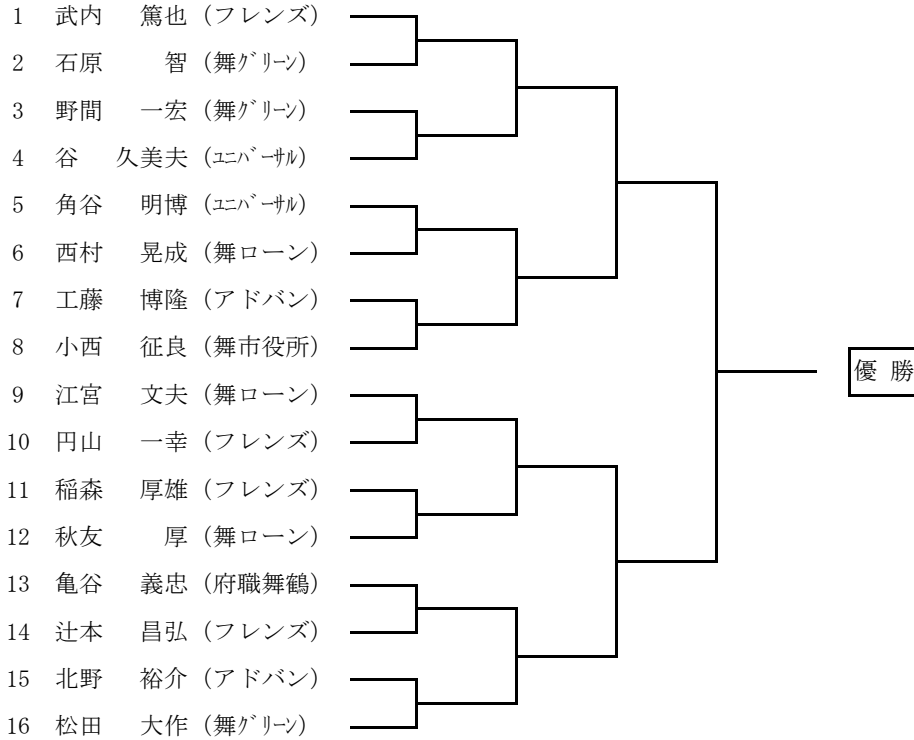 1 武内 篤也 (フレンズ)
2 石原 智 (舞グリーン)
3 野間 一宏 (舞グリーン)
4 谷 久美夫 (ユニバーサル)
5 角谷 明博 (ユニバーサル)
6 西村 晃成 (舞ローン)
7 工藤 博隆 (アドバン)
8 小西 征良 (舞市役所)
優 勝
9 江宮 文夫 (舞ローン)
10 円山 一幸 (フレンズ)
11 稲森 厚雄 (フレンズ)
12 秋友 厚 (舞ローン)
13 亀谷 義忠 (府職舞鶴)
14 辻本 昌弘 (フレンズ)
15 北野 裕介 (アドバン)
16 松田 大作 (舞グリーン)